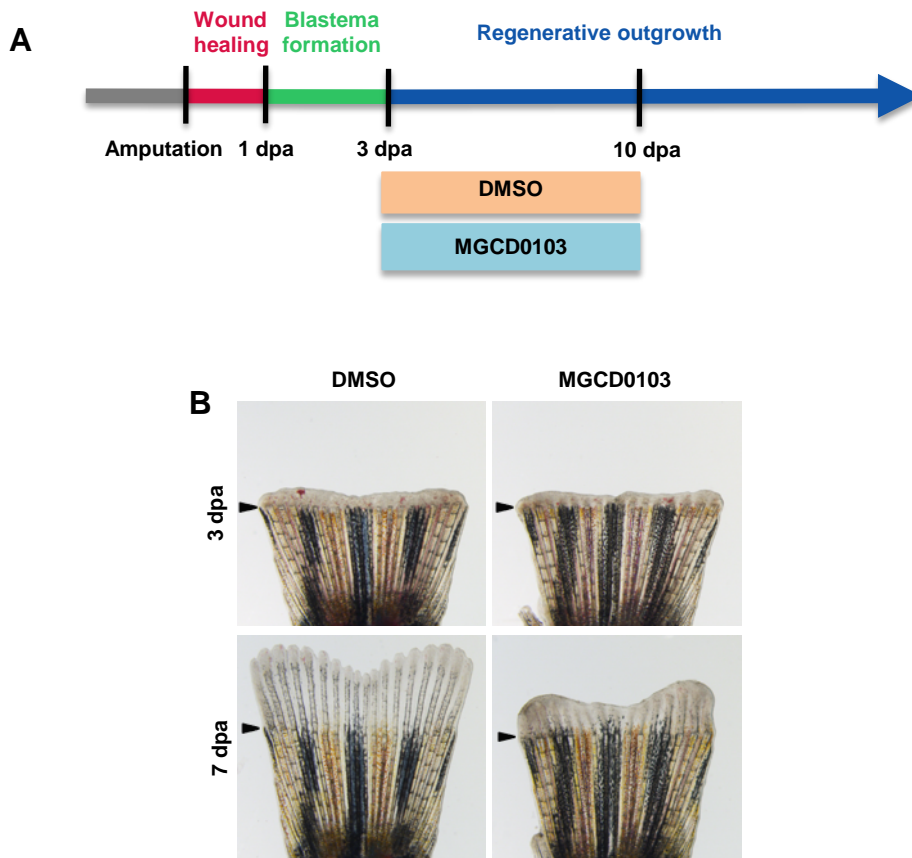 A
Wound
healing
Blastema
formation
Regenerative outgrowth
Amputation
1 dpa
3 dpa
10 dpa
DMSO
MGCD0103
B
DMSO
MGCD0103
3 dpa
7 dpa